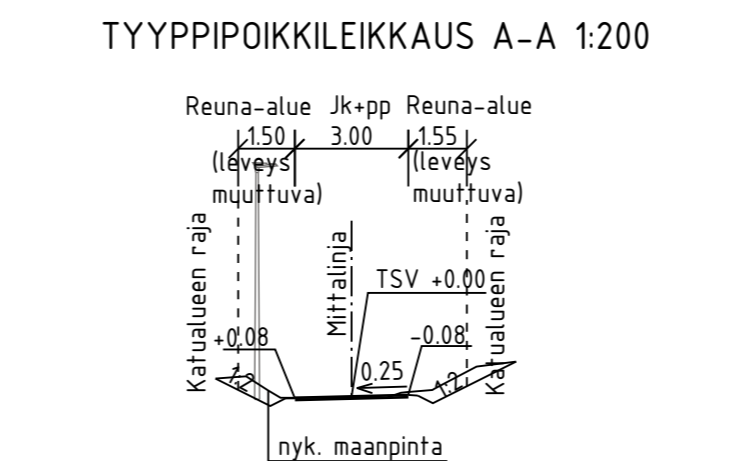 TYYPPIPOIKKILEIKKAUS A-A 1:200
Reuna-alue Jk+pp Reuna-alue
1.50 3.00 1.55
(leveys muuttuva)
(leveys muuttuva)
Katualueen raja
Mittalinja
Katualueen raja
TSV +0.00
+0.08
-0.08
0.25
1:2
1:2
nyk. maanpinta